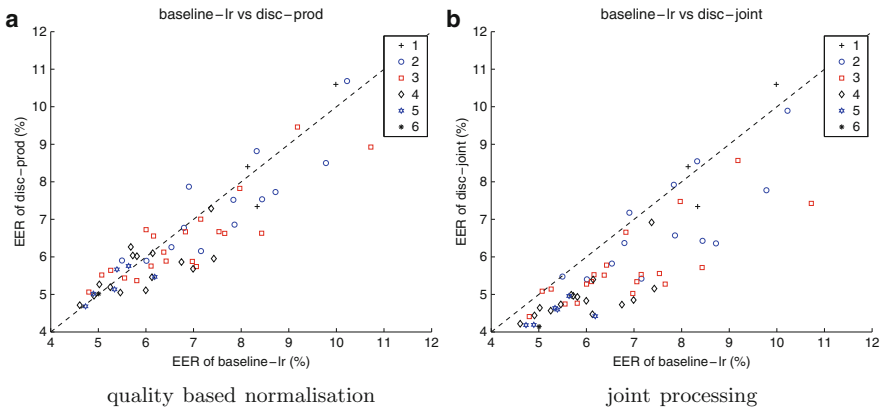 a
baseline-lr vs disc-prod
12
11
10
9
8
7
6
5
4
EER of disc-prod (%)
1
2
3
4
5
6
4 5 6 7 8 9 10 11 12
EER of baseline-lr (%)
quality based normalisation
b
baseline-lr vs disc-joint
12
11
10
9
8
7
6
5
4
EER of disc-joint (%)
1
2
3
4
5
6
4 5 6 7 8 9 10 11 12
EER of baseline-lr (%)
joint processing